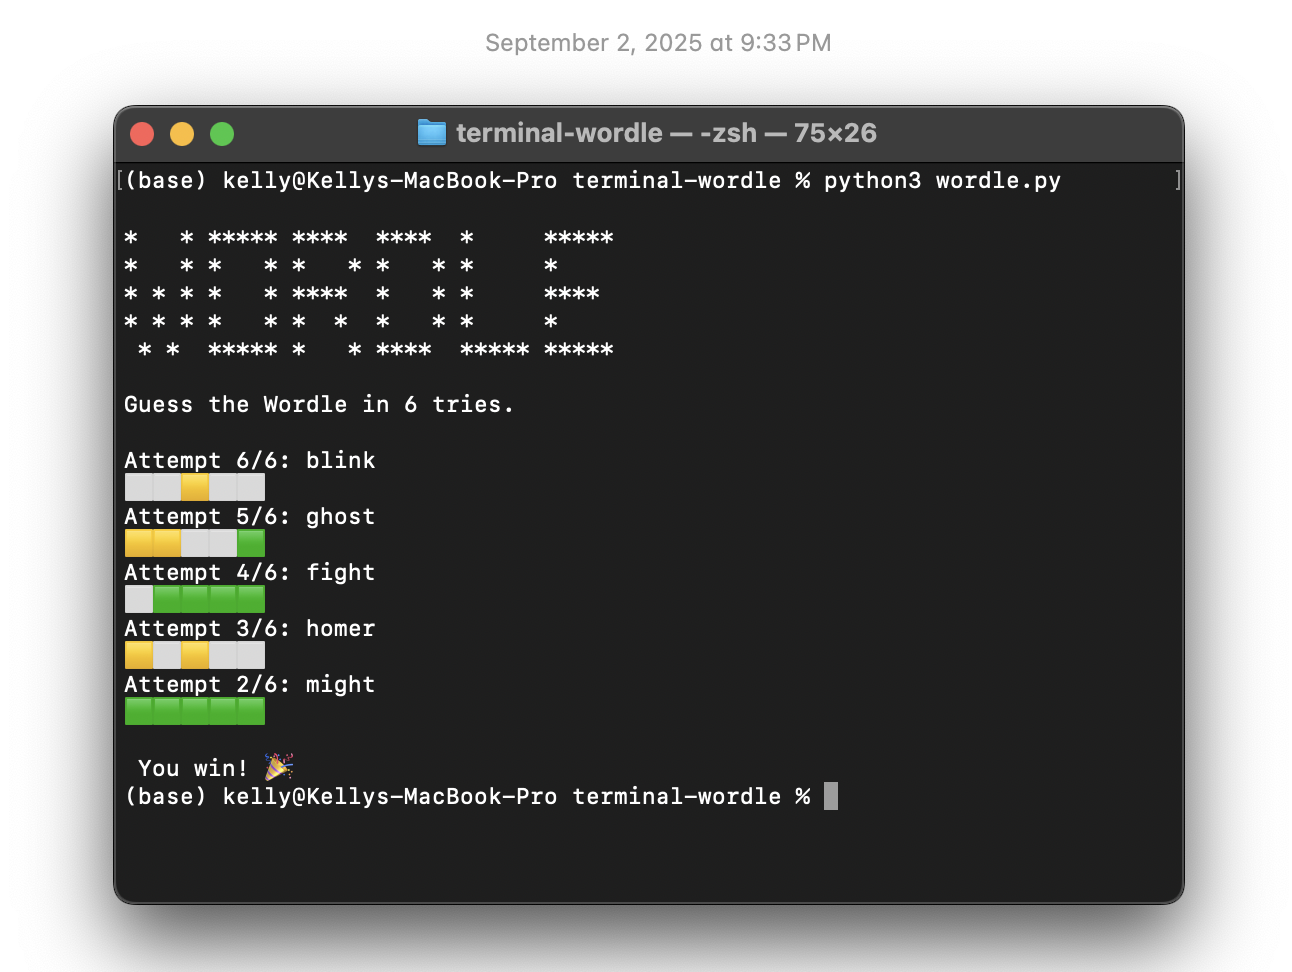 September 2, 2025 at 9:33 PM
terminal-wordle — -zsh — 75×26
[(base) kelly@Kellys-MacBook-Pro terminal-wordle % python3 wordle.py ]
*   * ***** ****  ****  *     *****
*   * *   * *   * *   * *     *
* * * *   * ****  *   * *     ****
* * * *   * *  *  *   * *     *
 * *  ***** *   * ****  ***** *****
Guess the Wordle in 6 tries.
Attempt 6/6: blink
⬜⬜🟨⬜⬜
Attempt 5/6: ghost
🟨🟨⬜⬜🟩
Attempt 4/6: fight
⬜🟩🟩🟩🟩
Attempt 3/6: homer
🟨⬜🟨⬜⬜
Attempt 2/6: might
🟩🟩🟩🟩🟩
You win! 🎉
(base) kelly@Kellys-MacBook-Pro terminal-wordle %